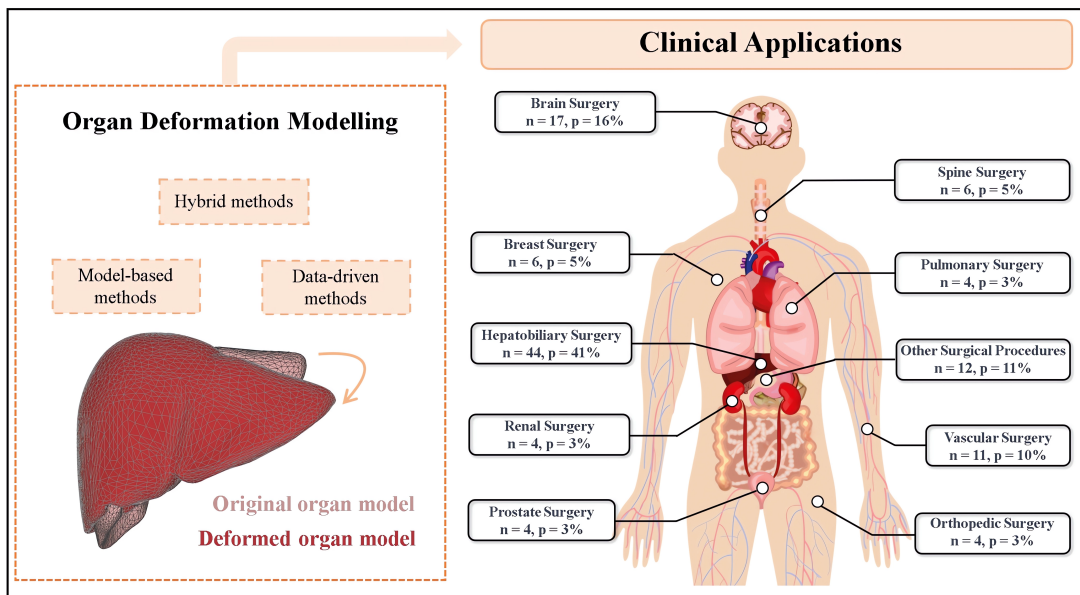 Organ Deformation Modelling
Hybrid methods
Model-based
methods
Data-driven
methods
Original organ model
Deformed organ model
Clinical Applications
Brain Surgery
n = 17, p = 16%
Spine Surgery
n = 6, p = 5%
Breast Surgery
n = 6, p = 5%
Pulmonary Surgery
n = 4, p = 3%
Hepatobiliary Surgery
n = 44, p = 41%
Other Surgical Procedures
n = 12, p = 11%
Renal Surgery
n = 4, p = 3%
Vascular Surgery
n = 11, p = 10%
Prostate Surgery
n = 4, p = 3%
Orthopedic Surgery
n = 4, p = 3%